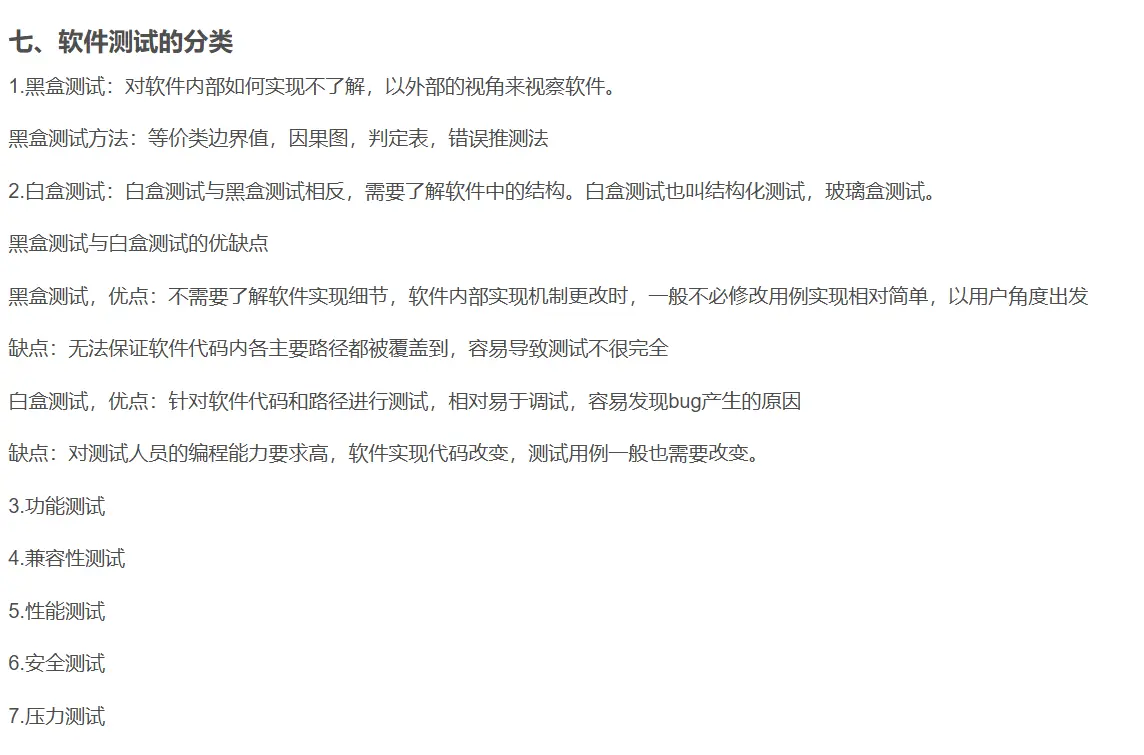 七、软件测试的分类
1.黑盒测试：对软件内部如何实现不了解，以外部的视角来视察软件。
黑盒测试方法：等价类边界值，因果图，判定表，错误推测法
2.白盒测试：白盒测试与黑盒测试相反，需要了解软件中的结构。白盒测试也叫结构化测试，玻璃盒测试。
黑盒测试与白盒测试的优缺点
黑盒测试，优点：不需要了解软件实现细节，软件内部实现机制更改时，一般不必修改用例实现相对简单，以用户角度出发
缺点：无法保证软件代码内各主要路径都被覆盖到，容易导致测试不很完全
白盒测试，优点：针对软件代码和路径进行测试，相对易于调试，容易发现bug产生的原因
缺点：对测试人员的编程能力要求高，软件实现代码改变，测试用例一般也需要改变。
3.功能测试
4.兼容性测试
5.性能测试
6.安全测试
7.压力测试